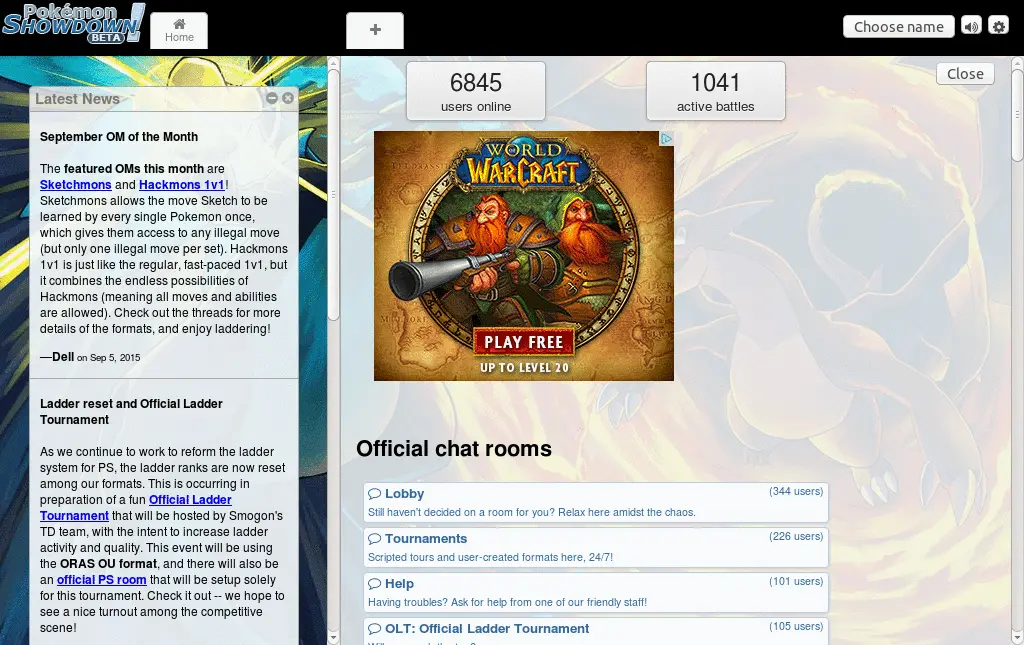 Pokémon
SHOWDOWN!
BETA
Home
Choose name
Latest News
September OM of the Month
The featured OMs this month are
Sketchmons and Hackmons 1v1!
Sketchmons allows the move Sketch to be
learned by every single Pokemon once,
which gives them access to any illegal move
(but only one illegal move per set). Hackmons
1v1 is just like the regular, fast-paced 1v1, but
it combines the endless possibilities of
Hackmons (meaning all moves and abilities
are allowed). Check out the threads for more
details of the formats, and enjoy laddering!
—Dell on Sep 5, 2015
Ladder reset and Official Ladder
Tournament
As we continue to work to reform the ladder
system for PS, the ladder ranks are now reset
among our formats. This is occurring in
preparation of a fun Official Ladder
Tournament that will be hosted by Smogon's
TD team, with the intent to increase ladder
activity and quality. This event will be using
the ORAS OU format, and there will also be
an official PS room that will be setup solely
for this tournament. Check it out -- we hope to
see a nice turnout among the competitive
scene!
6845
users online
1041
active battles
Close
WORLD
OF
WARCRAFT
PLAY FREE
UP TO LEVEL 20
Official chat rooms
Lobby (344 users)
Still haven't decided on a room for you? Relax here amidst the chaos.
Tournaments (226 users)
Scripted tours and user-created formats here, 24/7!
Help (101 users)
Having troubles? Ask for help from one of our friendly staff!
OLT: Official Ladder Tournament (105 users)